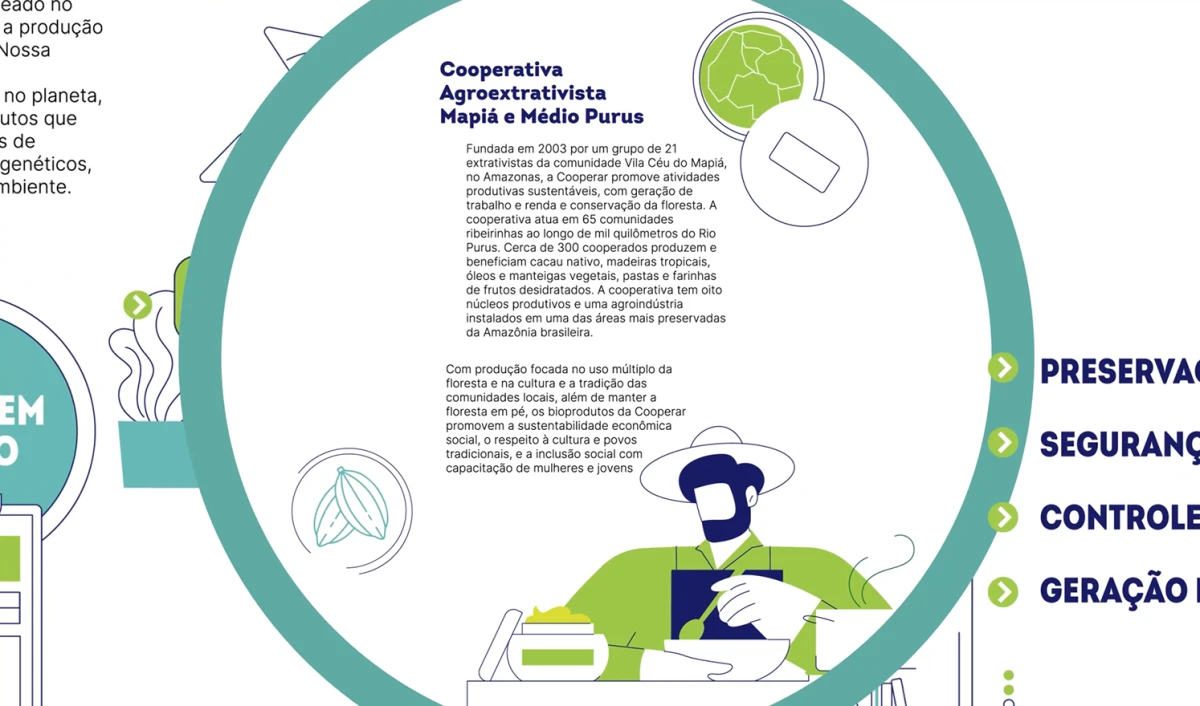 eado no
a produção
Nossa
no planeta,
utos que
s de
genéticos,
mbiente.
Cooperativa
Agroextrativista
Mapiá e Médio Purus
Fundada em 2003 por um grupo de 21
extrativistas da comunidade Vila Céu do Mapiá,
no Amazonas, a Cooperar promove atividades
produtivas sustentáveis, com geração de
trabalho e renda e conservação da floresta. A
cooperativa atua em 65 comunidades
ribeirinhas ao longo de mil quilômetros do Rio
Purus. Cerca de 300 cooperados produzem e
beneficiam cacau nativo, madeiras tropicais,
óleos e manteigas vegetais, pastas e farinhas
de frutos desidratados. A cooperativa tem oito
núcleos produtivos e uma agroindústria
instalados em uma das áreas mais preservadas
da Amazônia brasileira.
Com produção focada no uso múltiplo da
floresta e na cultura e a tradição das
comunidades locais, além de manter a
floresta em pé, os bioprodutos da Cooperar
promovem a sustentabilidade econômica
social, o respeito à cultura e povos
tradicionais, e a inclusão social com
capacitação de mulheres e jovens
EM
O
PRESERVAÇ
SEGURANÇ
CONTROLE
GERAÇÃO